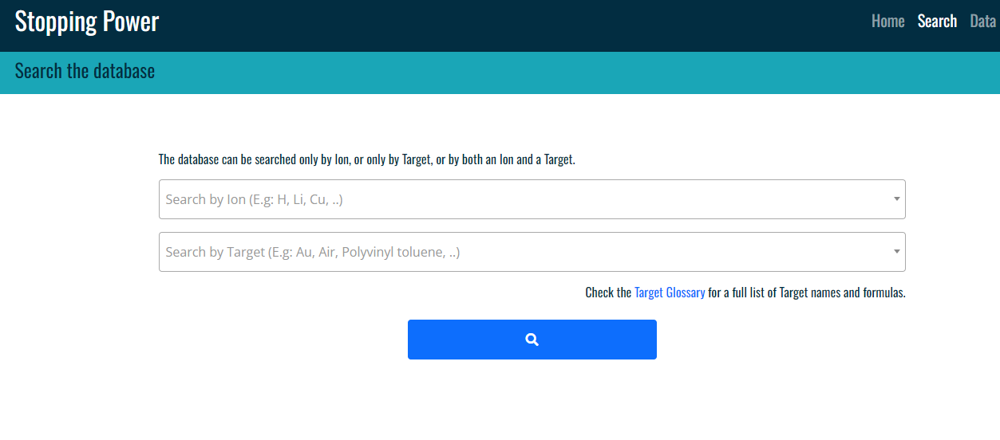 Stopping Power
Home Search Data
Search the database
The database can be searched only by Ion, or only by Target, or by both an Ion and a Target.
Search by Ion (E.g: H, Li, Cu, ..)
Search by Target (E.g: Au, Air, Polyvinyl toluene, ..)
Check the Target Glossary for a full list of Target names and formulas.